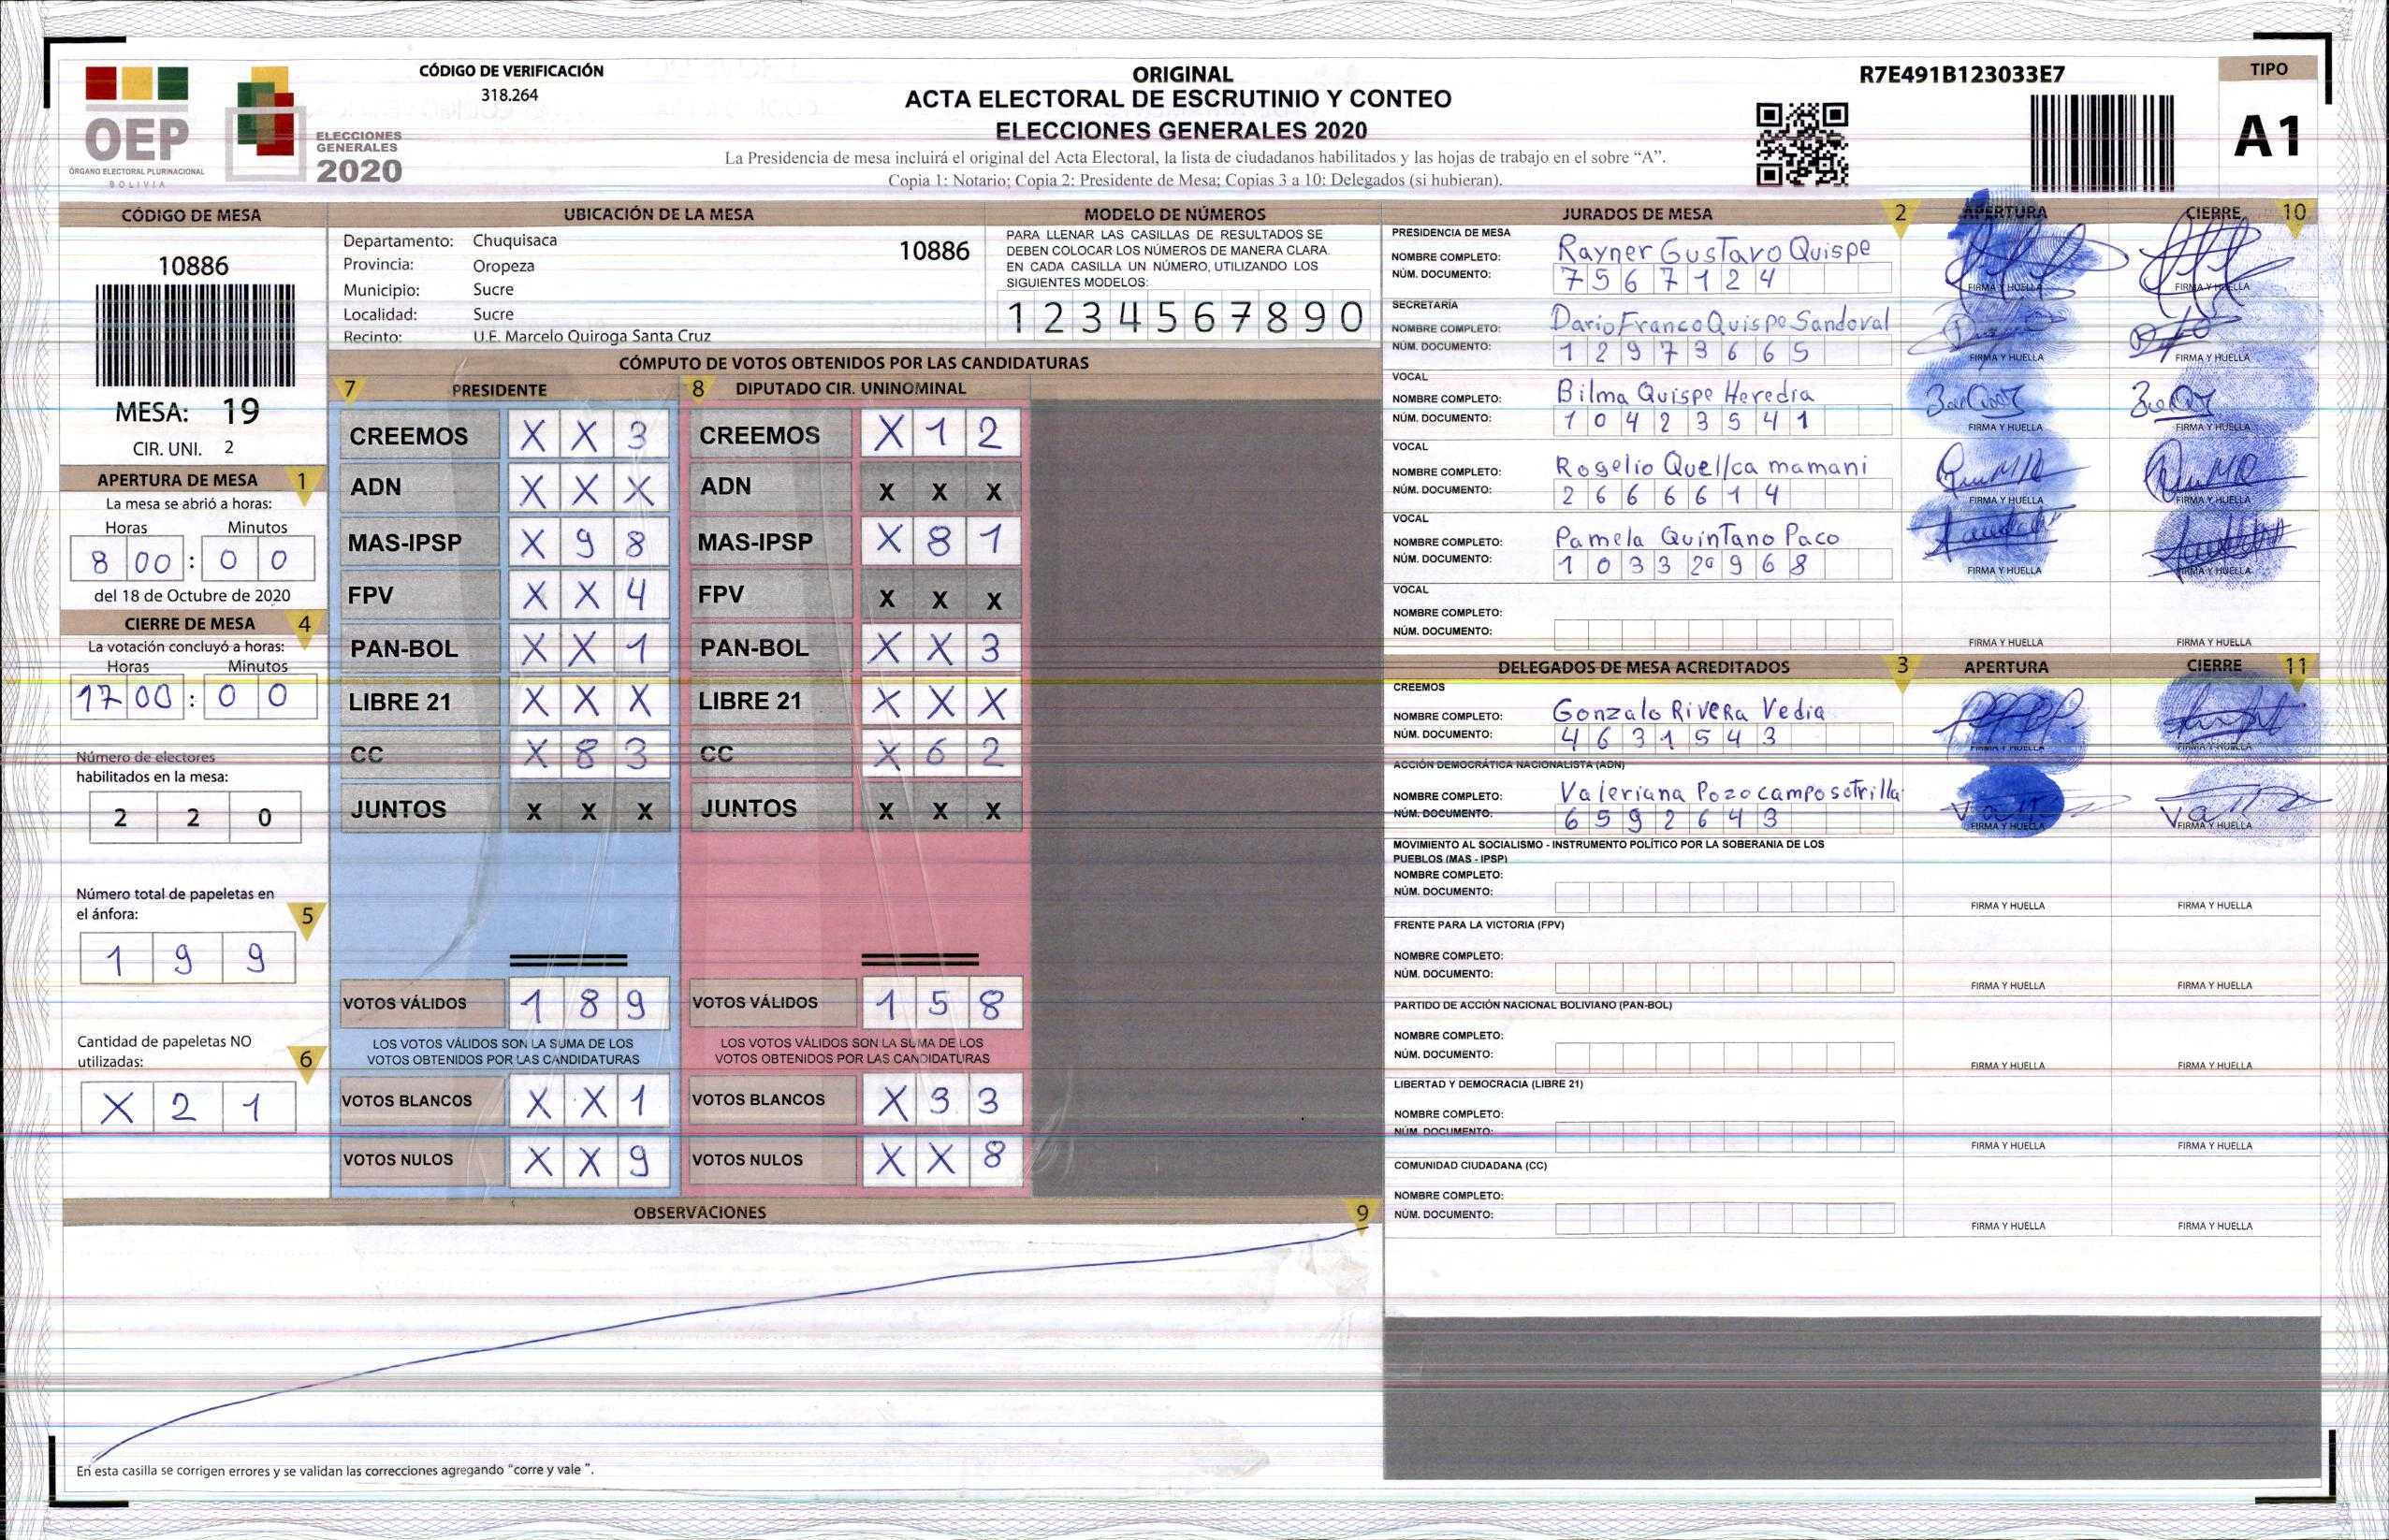 CÓDIGO DE VERIFICACIÓN
318.264
ORIGINAL
ACTA ELECTORAL DE ESCRUTINIO Y CONTEO
ELECCIONES GENERALES 2020
La Presidencia de mesa incluirá el original del Acta Electoral, la lista de ciudadanos habilitados y las hojas de trabajo en el sobre “A”.
Copia 1: Notario; Copia 2: Presidente de Mesa; Copias 3 a 10: Delegados (si hubieran).
R7E491B123033E7
TIPO
A1
OEP
ÓRGANO ELECTORAL PLURINACIONAL
BOLIVIA
ELECCIONES
GENERALES
2020
CÓDIGO DE MESA
10886
MESA: 19
CIR. UNI. 2
APERTURA DE MESA 1
La mesa se abrió a horas:
Horas Minutos
8 00 : 0 0
del 18 de Octubre de 2020
CIERRE DE MESA 4
La votación concluyó a horas:
Horas Minutos
17 00 : 0 0
Número de electores
habilitados en la mesa:
2 2 0
Número total de papeletas en
el ánfora: 5
1 9 9
Cantidad de papeletas NO
utilizadas: 6
X 2 1
UBICACIÓN DE LA MESA
Departamento: Chuquisaca 10886
Provincia: Oropeza
Municipio: Sucre
Localidad: Sucre
Recinto: U.E. Marcelo Quiroga Santa Cruz
MODELO DE NÚMEROS
PARA LLENAR LAS CASILLAS DE RESULTADOS SE
DEBEN COLOCAR LOS NÚMEROS DE MANERA CLARA.
EN CADA CASILLA UN NÚMERO, UTILIZANDO LOS
SIGUIENTES MODELOS:
1 2 3 4 5 6 7 8 9 0
CÓMPUTO DE VOTOS OBTENIDOS POR LAS CANDIDATURAS
7 PRESIDENTE 8 DIPUTADO CIR. UNINOMINAL
CREEMOS X X 3 CREEMOS X 1 2
ADN X X X ADN X X X
MAS-IPSP X 9 8 MAS-IPSP X 8 1
FPV X X 4 FPV X X X
PAN-BOL X X 1 PAN-BOL X X 3
LIBRE 21 X X X LIBRE 21 X X X
CC X 8 3 CC X 6 2
JUNTOS X X X JUNTOS X X X
VOTOS VÁLIDOS 1 8 9 VOTOS VÁLIDOS 1 5 8
LOS VOTOS VÁLIDOS SON LA SUMA DE LOS LOS VOTOS VÁLIDOS SON LA SUMA DE LOS
VOTOS OBTENIDOS POR LAS CANDIDATURAS VOTOS OBTENIDOS POR LAS CANDIDATURAS
VOTOS BLANCOS X X 1 VOTOS BLANCOS X 3 3
VOTOS NULOS X X 9 VOTOS NULOS X X 8
OBSERVACIONES 9
En esta casilla se corrigen errores y se validan las correcciones agregando “corre y vale ”.
JURADOS DE MESA 2 APERTURA CIERRE 10
PRESIDENCIA DE MESA
NOMBRE COMPLETO: Rayner Gustavo Quispe
NÚM. DOCUMENTO: 7 5 6 7 1 2 4
FIRMA Y HUELLA FIRMA Y HUELLA
SECRETARÍA
NOMBRE COMPLETO: Dario Franco Quispe Sandoval
NÚM. DOCUMENTO: 1 2 9 7 3 6 6 5
FIRMA Y HUELLA FIRMA Y HUELLA
VOCAL
NOMBRE COMPLETO: Bilma Quispe Heredia
NÚM. DOCUMENTO: 1 0 4 2 3 5 4 1
FIRMA Y HUELLA FIRMA Y HUELLA
VOCAL
NOMBRE COMPLETO: Rogelio Quellca mamani
NÚM. DOCUMENTO: 2 6 6 6 6 1 4
FIRMA Y HUELLA FIRMA Y HUELLA
VOCAL
NOMBRE COMPLETO: Pamela Quintano Paco
NÚM. DOCUMENTO: 1 0 3 3 20 9 6 8
FIRMA Y HUELLA FIRMA Y HUELLA
VOCAL
NOMBRE COMPLETO:
NÚM. DOCUMENTO:
FIRMA Y HUELLA FIRMA Y HUELLA
DELEGADOS DE MESA ACREDITADOS 3 APERTURA CIERRE 11
CREEMOS
NOMBRE COMPLETO: Gonzalo Rivera Vedia
NÚM. DOCUMENTO: 4 6 3 1 5 4 3
FIRMA Y HUELLA FIRMA Y HUELLA
ACCIÓN DEMOCRÁTICA NACIONALISTA (ADN)
NOMBRE COMPLETO: Valeriana Pozo camposotrilla
NÚM. DOCUMENTO: 6 5 9 2 6 4 3
FIRMA Y HUELLA FIRMA Y HUELLA
MOVIMIENTO AL SOCIALISMO - INSTRUMENTO POLÍTICO POR LA SOBERANIA DE LOS
PUEBLOS (MAS - IPSP)
NOMBRE COMPLETO:
NÚM. DOCUMENTO:
FIRMA Y HUELLA FIRMA Y HUELLA
FRENTE PARA LA VICTORIA (FPV)
NOMBRE COMPLETO:
NÚM. DOCUMENTO:
FIRMA Y HUELLA FIRMA Y HUELLA
PARTIDO DE ACCIÓN NACIONAL BOLIVIANO (PAN-BOL)
NOMBRE COMPLETO:
NÚM. DOCUMENTO:
FIRMA Y HUELLA FIRMA Y HUELLA
LIBERTAD Y DEMOCRACIA (LIBRE 21)
NOMBRE COMPLETO:
NÚM. DOCUMENTO:
FIRMA Y HUELLA FIRMA Y HUELLA
COMUNIDAD CIUDADANA (CC)
NOMBRE COMPLETO:
NÚM. DOCUMENTO:
FIRMA Y HUELLA FIRMA Y HUELLA